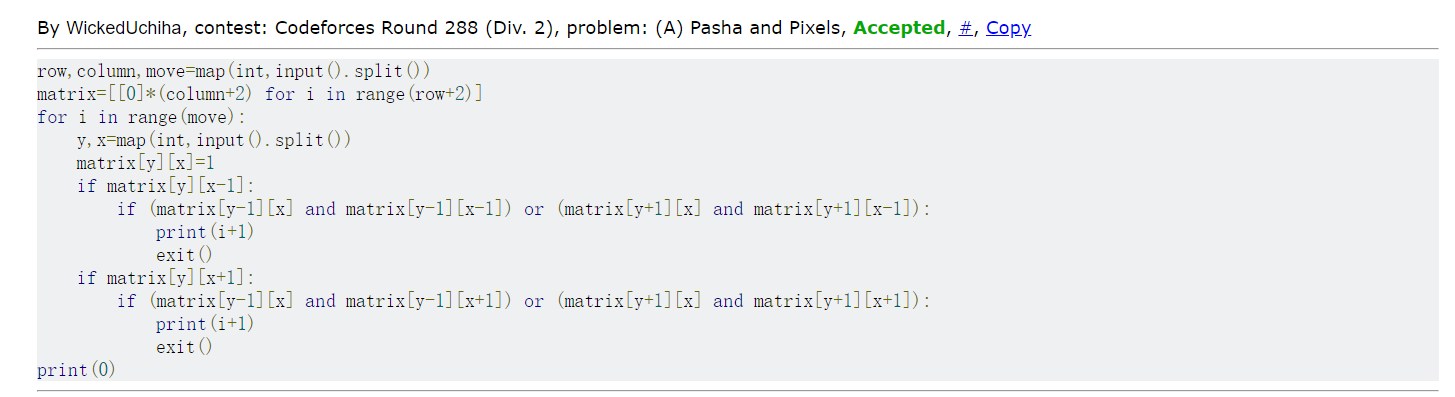 By WickedUchiha, contest: Codeforces Round 288 (Div. 2), problem: (A) Pasha and Pixels, Accepted, #, Copy
row,column,move=map(int,input().split())
matrix=[[0]*(column+2) for i in range(row+2)]
for i in range(move):
    y,x=map(int,input().split())
    matrix[y][x]=1
    if matrix[y][x-1]:
        if (matrix[y-1][x] and matrix[y-1][x-1]) or (matrix[y+1][x] and matrix[y+1][x-1]):
            print(i+1)
            exit()
    if matrix[y][x+1]:
        if (matrix[y-1][x] and matrix[y-1][x+1]) or (matrix[y+1][x] and matrix[y+1][x+1]):
            print(i+1)
            exit()
print(0)